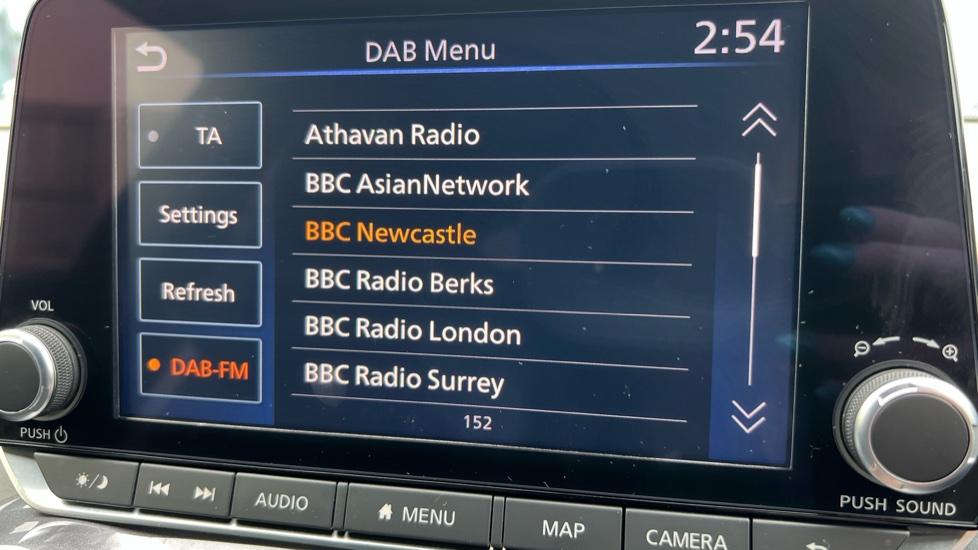 DAB Menu
2:54
TA
Settings
Refresh
DAB-FM
Athavan Radio
BBC AsianNetwork
BBC Newcastle
BBC Radio Berks
BBC Radio London
BBC Radio Surrey
152
VOL
PUSH
PUSH SOUND
AUDIO
MENU
MAP
CAMERA